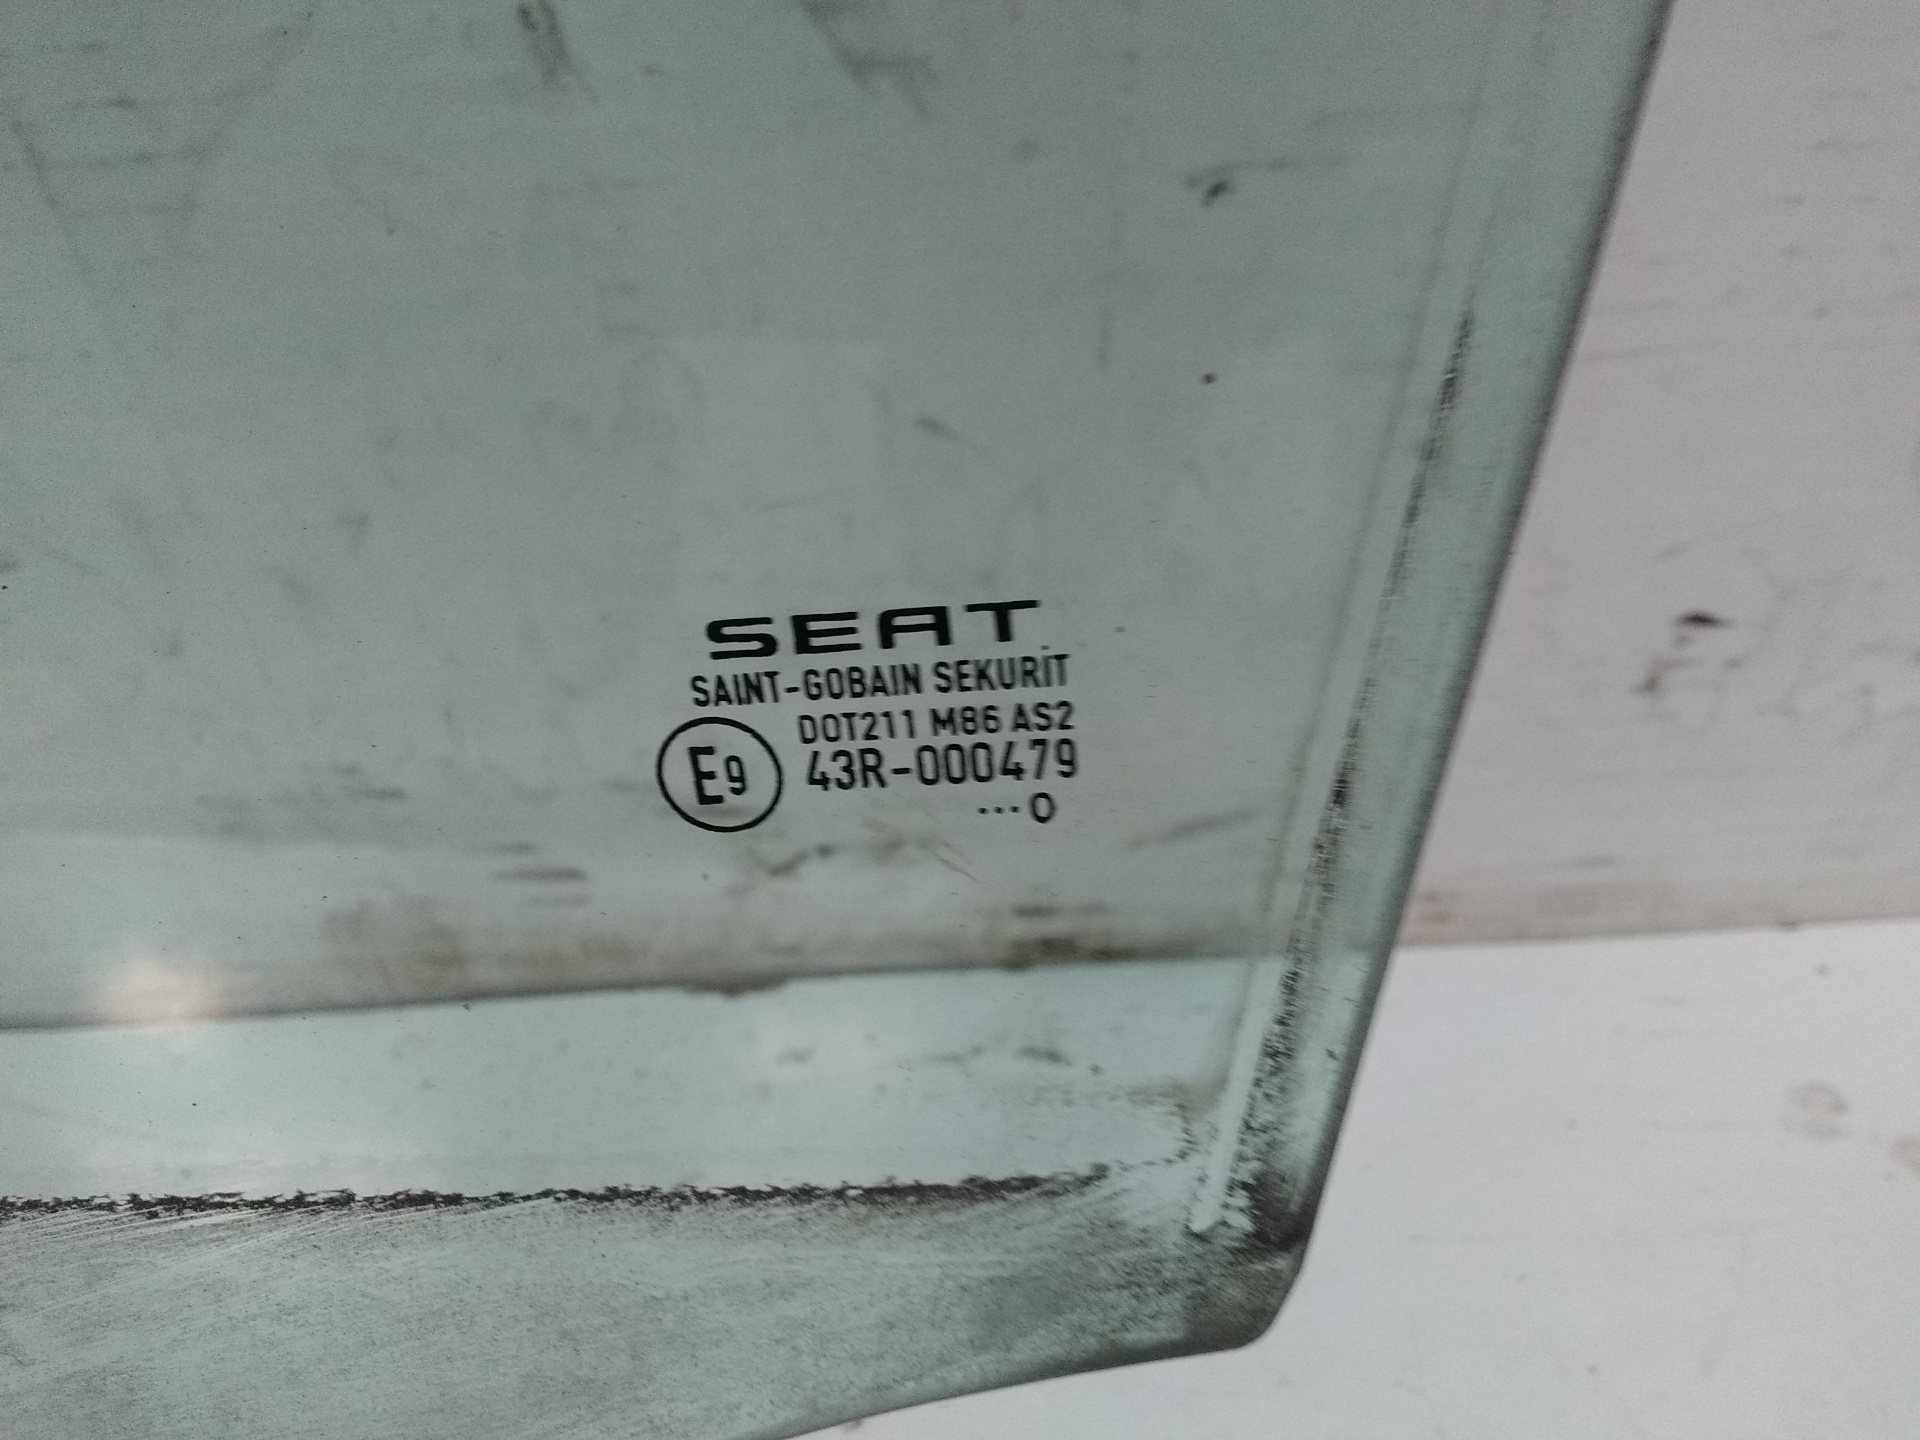 SEAT
SAINT-GOBAIN SEKURIT
DOT211 M86 AS2
E9 43R-000479
...0